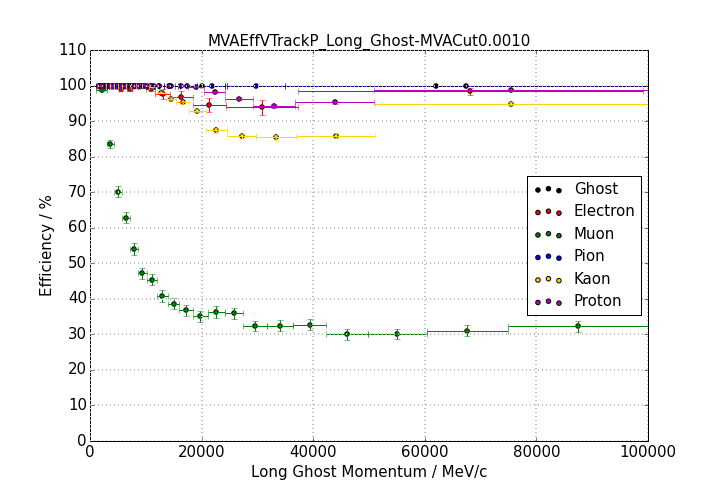 MVAEffVTrackP_Long_Ghost-MVACut0.0010
110
100
90
80
70
60
50
40
30
20
10
0
Efficiency / %
Ghost
Electron
Muon
Pion
Kaon
Proton
0 20000 40000 60000 80000 100000
Long Ghost Momentum / MeV/c